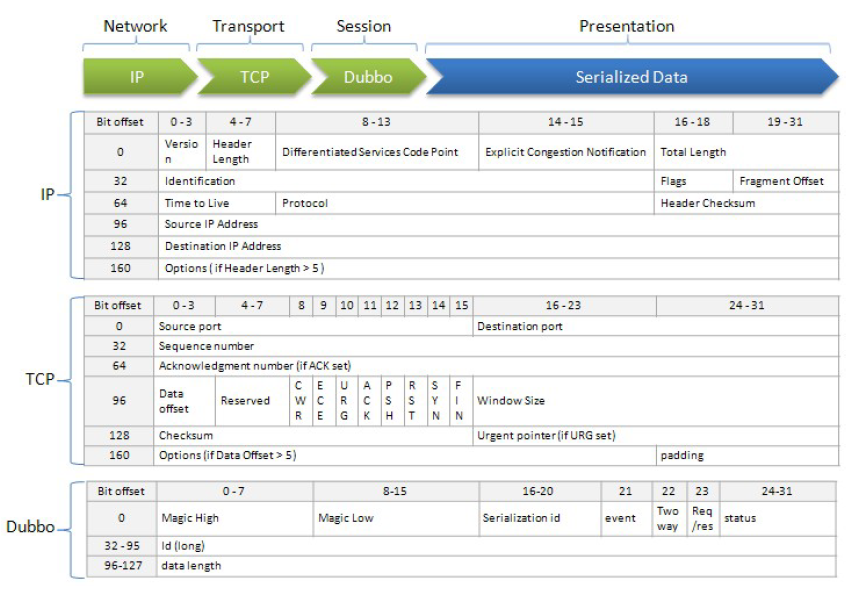 Network Transport Session Presentation
IP TCP Dubbo Serialized Data
IP
Bit offset 0 - 3 4 - 7 8 - 13 14 - 15 16 - 18 19 - 31
0 Versio n Header Length Differentiated Services Code Point Explicit Congestion Notification Total Length
32 Identification Flags Fragment Offset
64 Time to Live Protocol Header Checksum
96 Source IP Address
128 Destination IP Address
160 Options ( if Header Length > 5 )
TCP
Bit offset 0 - 3 4 - 7 8 9 10 11 12 13 14 15 16 - 23 24 - 31
0 Source port Destination port
32 Sequence number
64 Acknowledgment number (if ACK set)
96 Data offset Reserved CWR ECE URG ACK PSH RST SYN FIN Window Size
128 Checksum Urgent pointer (if URG set)
160 Options (if Data Offset > 5) padding
Dubbo
Bit offset 0 - 7 8-15 16-20 21 22 23 24-31
0 Magic High Magic Low Serialization id event Two way Req /res status
32 - 95 Id (long)
96-127 data length